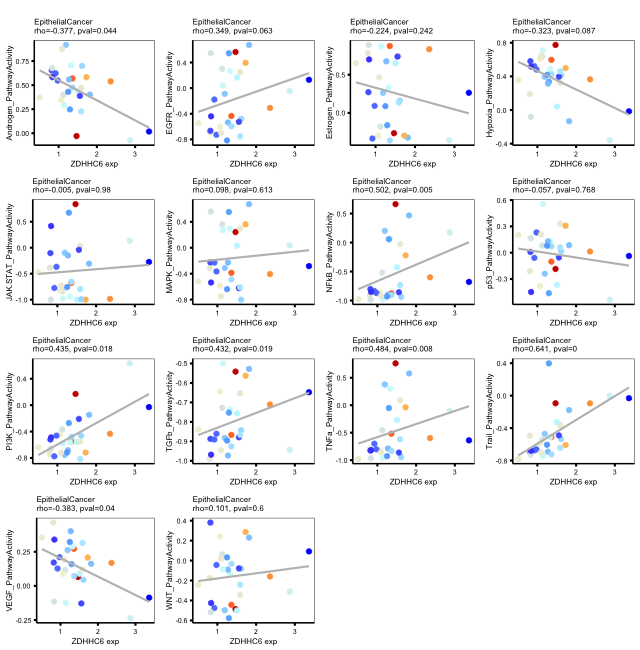 EpithelialCancer
rho=-0.377, pval=0.044
Androgen_PathwayActivity
0.75
0.50
0.25
0.00
1 2 3
ZDHHC6 exp
EpithelialCancer
rho=0.349, pval=0.063
EGFR_PathwayActivity
0.4
0.0
-0.4
-0.8
1 2 3
ZDHHC6 exp
EpithelialCancer
rho=-0.224, pval=0.242
Estrogen_PathwayActivity
0.5
0.0
1 2 3
ZDHHC6 exp
EpithelialCancer
rho=-0.323, pval=0.087
Hypoxia_PathwayActivity
0.8
0.4
0.0
-0.4
1 2 3
ZDHHC6 exp
EpithelialCancer
rho=-0.005, pval=0.98
JAK.STAT_PathwayActivity
0.5
0.0
-0.5
-1.0
1 2 3
ZDHHC6 exp
EpithelialCancer
rho=0.098, pval=0.613
MAPK_PathwayActivity
0.4
0.0
-0.4
-0.8
1 2 3
ZDHHC6 exp
EpithelialCancer
rho=0.502, pval=0.005
NFkB_PathwayActivity
0.5
0.0
-0.5
-1.0
1 2 3
ZDHHC6 exp
EpithelialCancer
rho=-0.057, pval=0.768
p53_PathwayActivity
0.6
0.3
0.0
-0.3
1 2 3
ZDHHC6 exp
EpithelialCancer
rho=0.435, pval=0.018
PI3K_PathwayActivity
0.4
0.0
-0.4
-0.8
1 2 3
ZDHHC6 exp
EpithelialCancer
rho=0.432, pval=0.019
TGFb_PathwayActivity
-0.5
-0.6
-0.7
-0.8
-0.9
-1.0
1 2 3
ZDHHC6 exp
EpithelialCancer
rho=0.484, pval=0.008
TNFa_PathwayActivity
0.5
0.0
-0.5
-1.0
1 2 3
ZDHHC6 exp
EpithelialCancer
rho=0.641, pval=0
Trail_PathwayActivity
0.4
0.0
-0.4
-0.8
1 2 3
ZDHHC6 exp
EpithelialCancer
rho=-0.383, pval=0.04
VEGF_PathwayActivity
0.25
0.00
-0.25
1 2 3
ZDHHC6 exp
EpithelialCancer
rho=0.101, pval=0.6
WNT_PathwayActivity
0.4
0.2
0.0
-0.2
-0.4
-0.6
1 2 3
ZDHHC6 exp